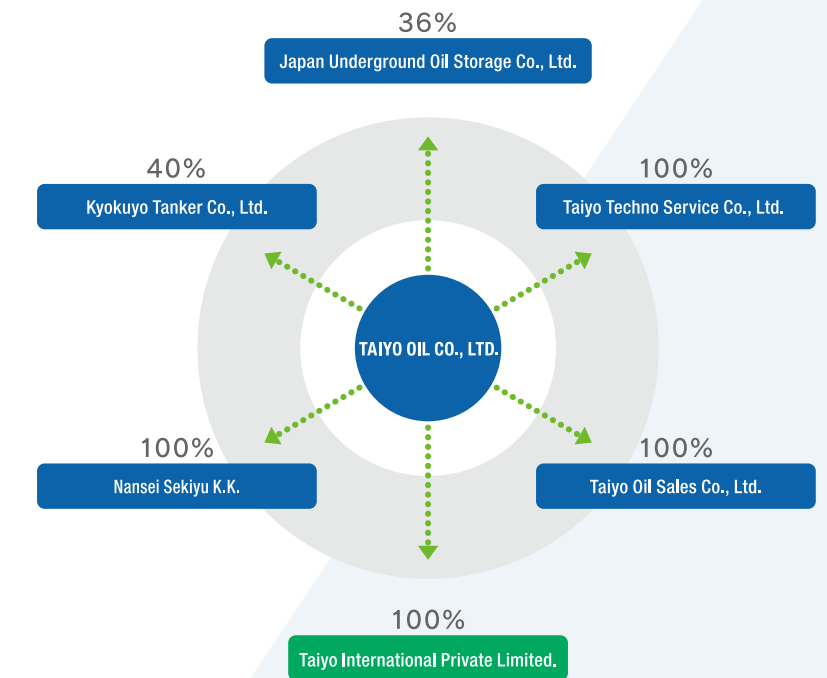 36%
Japan Underground Oil Storage Co., Ltd.
40%
Kyokuyo Tanker Co., Ltd.
100%
Taiyo Techno Service Co., Ltd.
TAIYO OIL CO., LTD.
100%
Nansei Sekiyu K.K.
100%
Taiyo Oil Sales Co., Ltd.
100%
Taiyo International Private Limited.